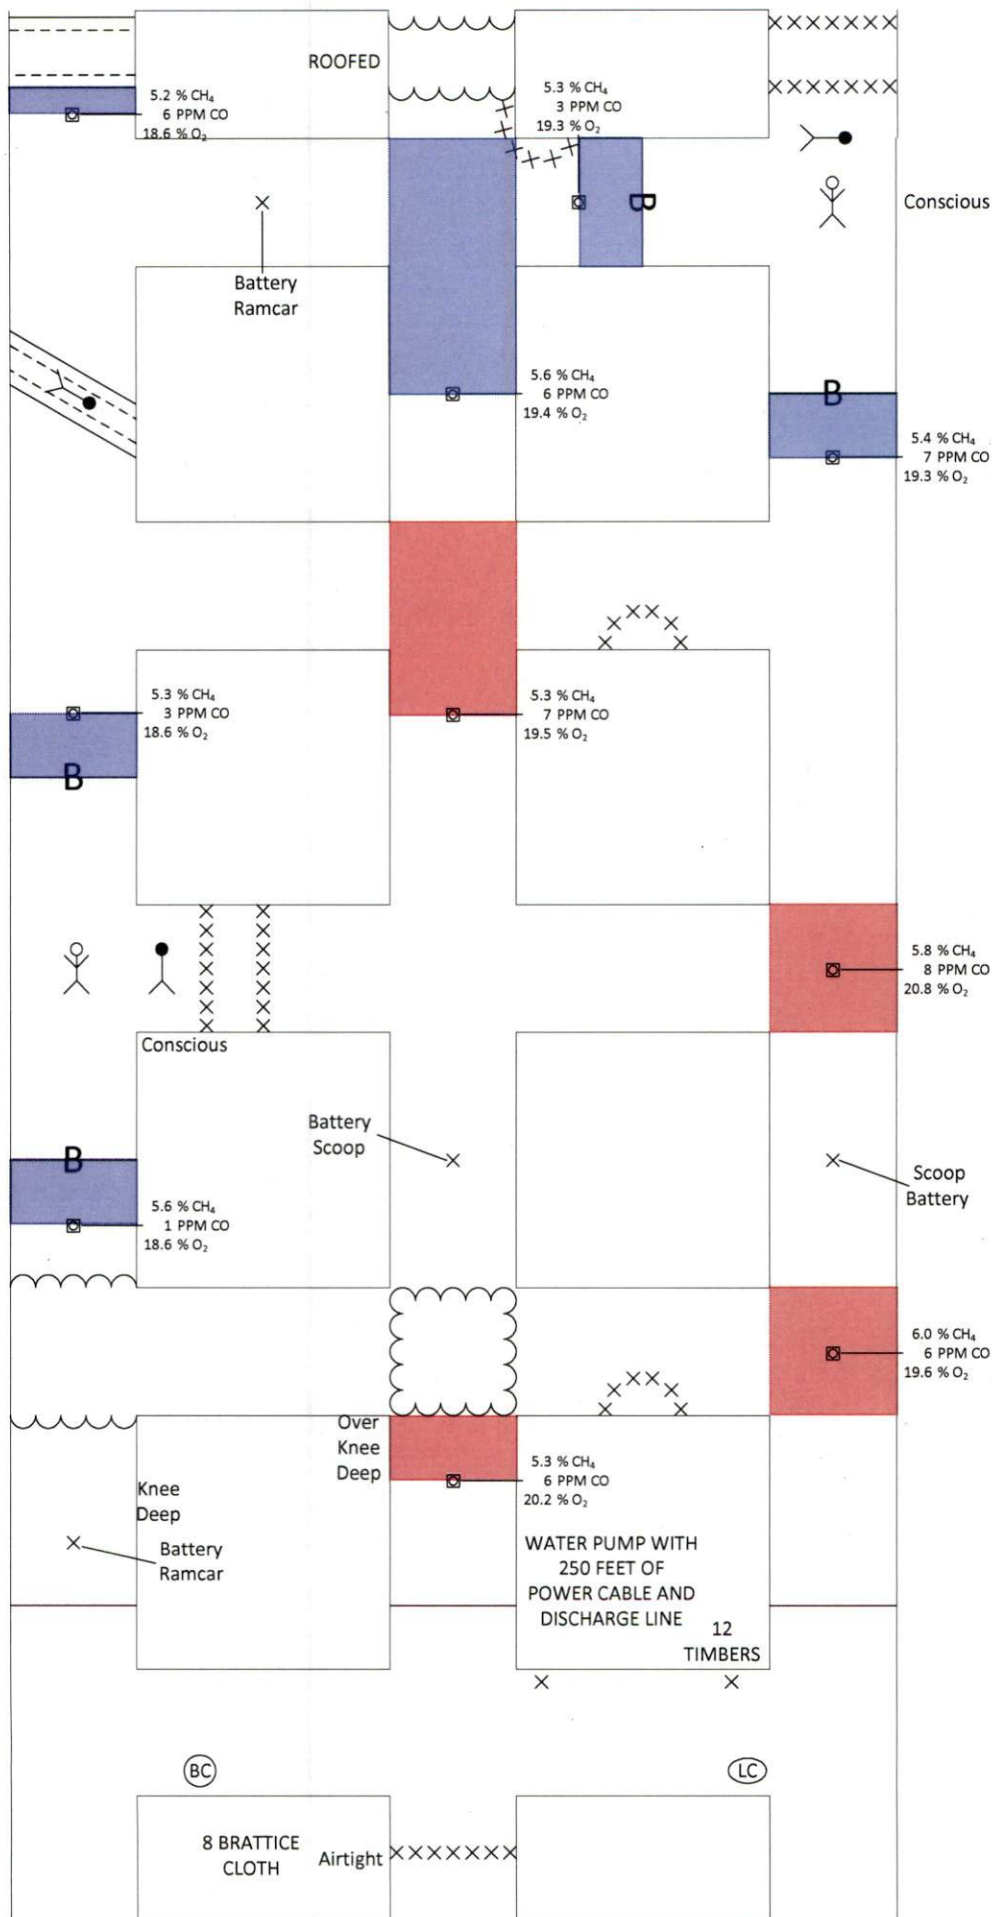 ROOFED
5.2 % CH₄
6 PPM CO
18.6 % O₂
5.3 % CH₄
3 PPM CO
19.3 % O₂
B
Conscious
Battery
Ramcar
5.6 % CH₄
6 PPM CO
19.4 % O₂
B
5.4 % CH₄
7 PPM CO
19.3 % O₂
5.3 % CH₄
3 PPM CO
18.6 % O₂
B
5.3 % CH₄
7 PPM CO
19.5 % O₂
5.8 % CH₄
8 PPM CO
20.8 % O₂
Conscious
Battery
Scoop
Scoop
Battery
B
5.6 % CH₄
1 PPM CO
18.6 % O₂
6.0 % CH₄
6 PPM CO
19.6 % O₂
Over
Knee
Deep
5.3 % CH₄
6 PPM CO
20.2 % O₂
Knee
Deep
Battery
Ramcar
WATER PUMP WITH
250 FEET OF
POWER CABLE AND
DISCHARGE LINE
12
TIMBERS
BC
LC
8 BRATTICE
CLOTH
Airtight